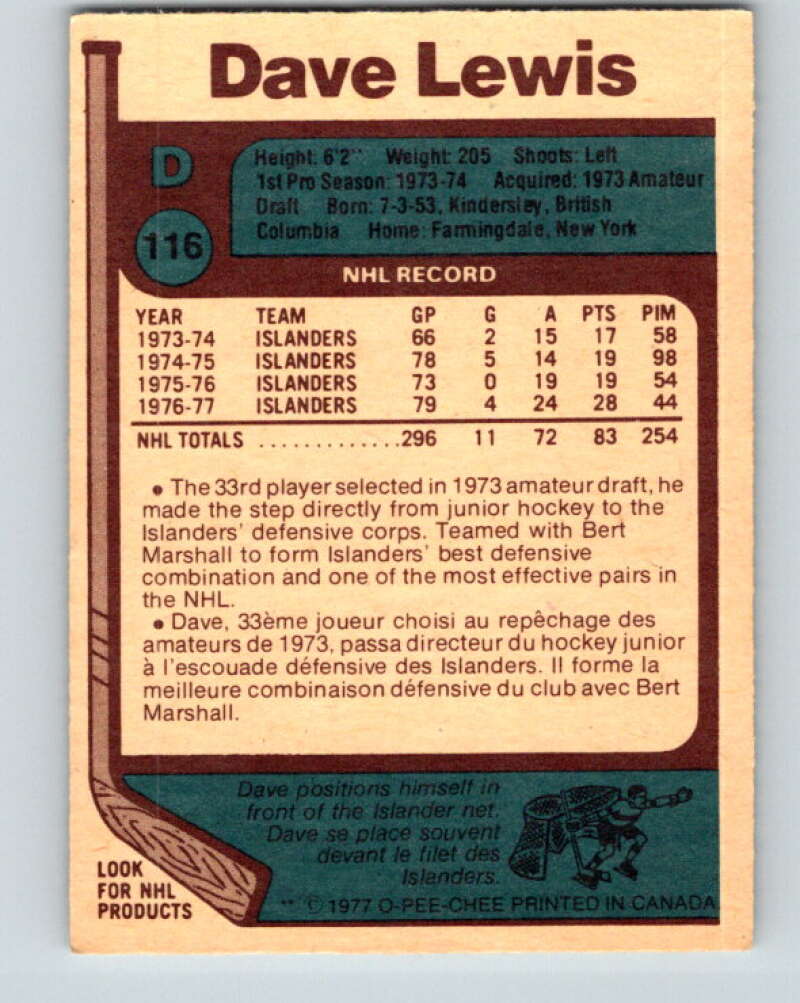 Dave Lewis
D
116
Height: 6'2" Weight: 205 Shoots: Left
1st Pro Season: 1973-74 Acquired: 1973 Amateur
Draft Born: 7-3-53, Kindersley, British
Columbia Home: Farmingdale, New York
NHL RECORD
YEAR TEAM GP G A PTS PIM
1973-74 ISLANDERS 66 2 15 17 58
1974-75 ISLANDERS 78 5 14 19 98
1975-76 ISLANDERS 73 0 19 19 54
1976-77 ISLANDERS 79 4 24 28 44
NHL TOTALS .............296 11 72 83 254
• The 33rd player selected in 1973 amateur draft, he
made the step directly from junior hockey to the
Islanders' defensive corps. Teamed with Bert
Marshall to form Islanders' best defensive
combination and one of the most effective pairs in
the NHL.
• Dave, 33ème joueur choisi au repêchage des
amateurs de 1973, passa directeur du hockey junior
à l'escouade défensive des Islanders. Il forme la
meilleure combinaison défensive du club avec Bert
Marshall.
Dave positions himself in
front of the Islander net.
Dave se place souvent
devant le filet des
Islanders.
LOOK
FOR NHL
PRODUCTS
** © 1977 O-PEE-CHEE PRINTED IN CANADA